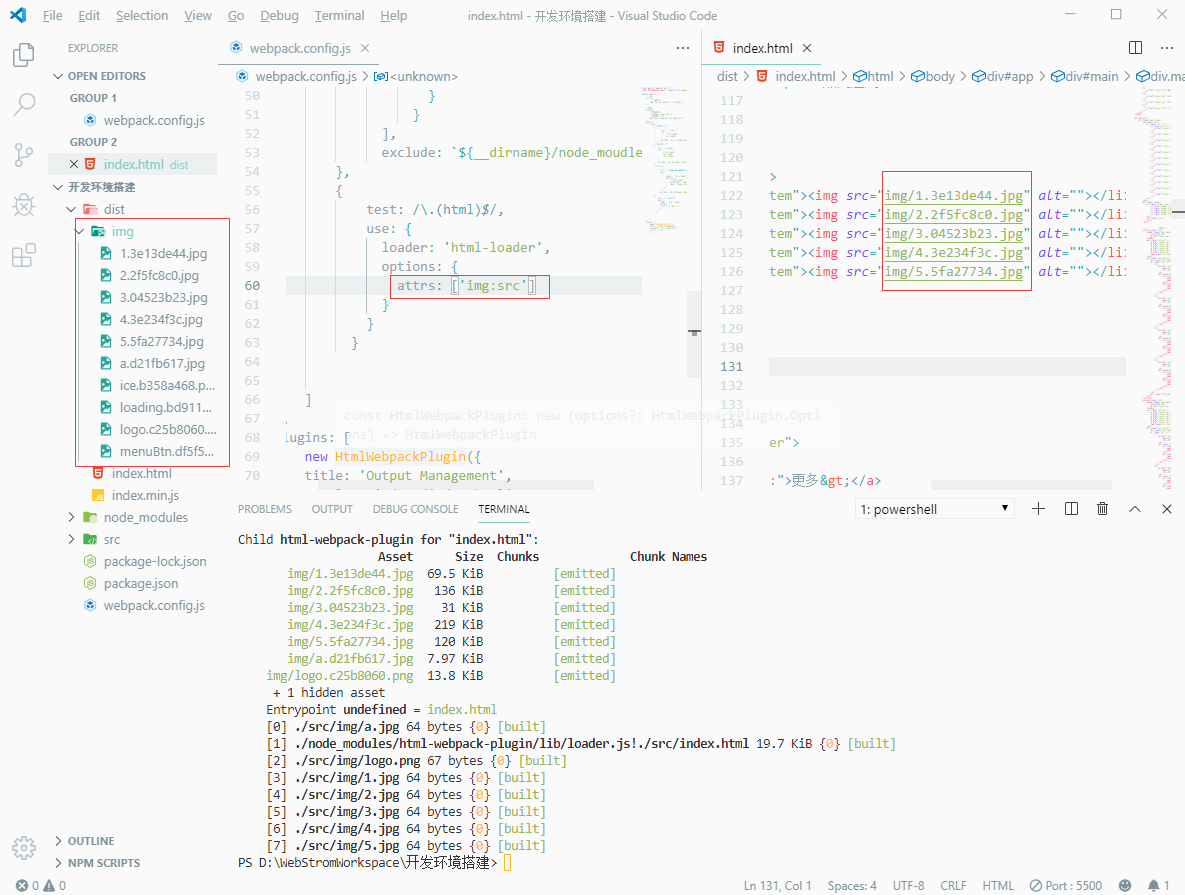 File Edit Selection View Go Debug Terminal Help index.html - 开发环境搭建 - Visual Studio Code
EXPLORER
OPEN EDITORS
GROUP 1
webpack.config.js
GROUP 2
index.html dist
开发环境搭建
dist
img
1.3e13de44.jpg
2.2f5fc8c0.jpg
3.04523b23.jpg
4.3e234f3c.jpg
5.5fa27734.jpg
a.d21fb617.jpg
ice.b358a468.p...
loading.bd911...
logo.c25b8060....
menuBtn.df5f5...
index.html
index.min.js
node_modules
src
package-lock.json
package.json
webpack.config.js
OUTLINE
NPM SCRIPTS
webpack.config.js
webpack.config.js > <unknown>
50 }
51 }
52 ],
53 exclude: `${__dirname}/node_moudle
54 },
55 {
56 test: /\.(html)$/,
57 use: {
58 loader: 'html-loader',
59 options: {
60 attrs: ['img:src']
61 }
62 }
63 }
64
65
66 ]
67
68 lugins: [
69 new HtmlWebpackPlugin({
70 title: 'Output Management',
const HtmlWebpackPlugin: new (options?: HtmlWebpackPlugin.Opti
ns) => HtmlWebpackPlugin
index.html
dist > index.html > html > body > div#app > div#main > div.ma
117
118
119
120
121 >
122 tem"><img src="img/1.3e13de44.jpg" alt=""></li>
123 tem"><img src="img/2.2f5fc8c0.jpg" alt=""></li>
124 tem"><img src="img/3.04523b23.jpg" alt=""></li>
125 tem"><img src="img/4.3e234f3c.jpg" alt=""></li>
126 tem"><img src="img/5.5fa27734.jpg" alt=""></li>
127
128
129
130
131
132
133
134
135 er">
136
137 :">更多&gt;</a>
PROBLEMS OUTPUT DEBUG CONSOLE TERMINAL 1: powershell
Child html-webpack-plugin for "index.html":
Asset Size Chunks Chunk Names
img/1.3e13de44.jpg 69.5 KiB [emitted]
img/2.2f5fc8c0.jpg 136 KiB [emitted]
img/3.04523b23.jpg 31 KiB [emitted]
img/4.3e234f3c.jpg 219 KiB [emitted]
img/5.5fa27734.jpg 120 KiB [emitted]
img/a.d21fb617.jpg 7.97 KiB [emitted]
img/logo.c25b8060.png 13.8 KiB [emitted]
+ 1 hidden asset
Entrypoint undefined = index.html
[0] ./src/img/a.jpg 64 bytes {0} [built]
[1] ./node_modules/html-webpack-plugin/lib/loader.js!./src/index.html 19.7 KiB {0} [built]
[2] ./src/img/logo.png 67 bytes {0} [built]
[3] ./src/img/1.jpg 64 bytes {0} [built]
[4] ./src/img/2.jpg 64 bytes {0} [built]
[5] ./src/img/3.jpg 64 bytes {0} [built]
[6] ./src/img/4.jpg 64 bytes {0} [built]
[7] ./src/img/5.jpg 64 bytes {0} [built]
PS D:\WebStromWorkspace\开发环境搭建>
0 0 Ln 131, Col 1 Spaces: 4 UTF-8 CRLF HTML Port : 5500 1